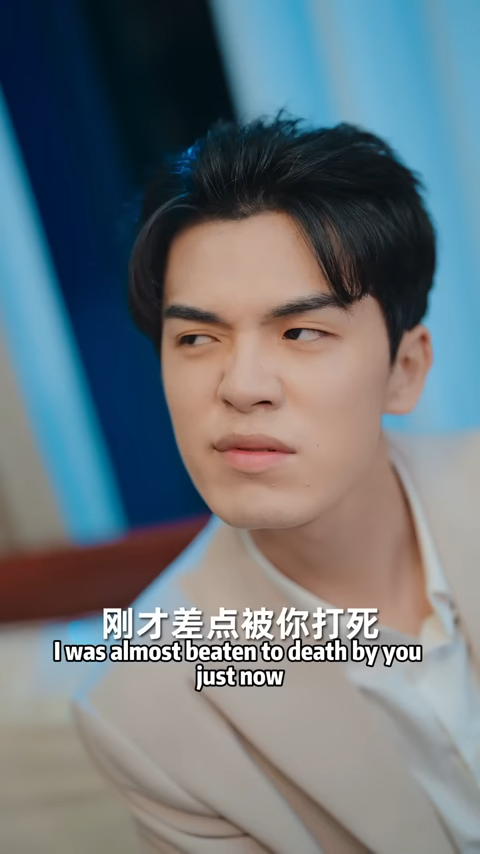 刚才差点被你打死
I was almost beaten to death by you
just now